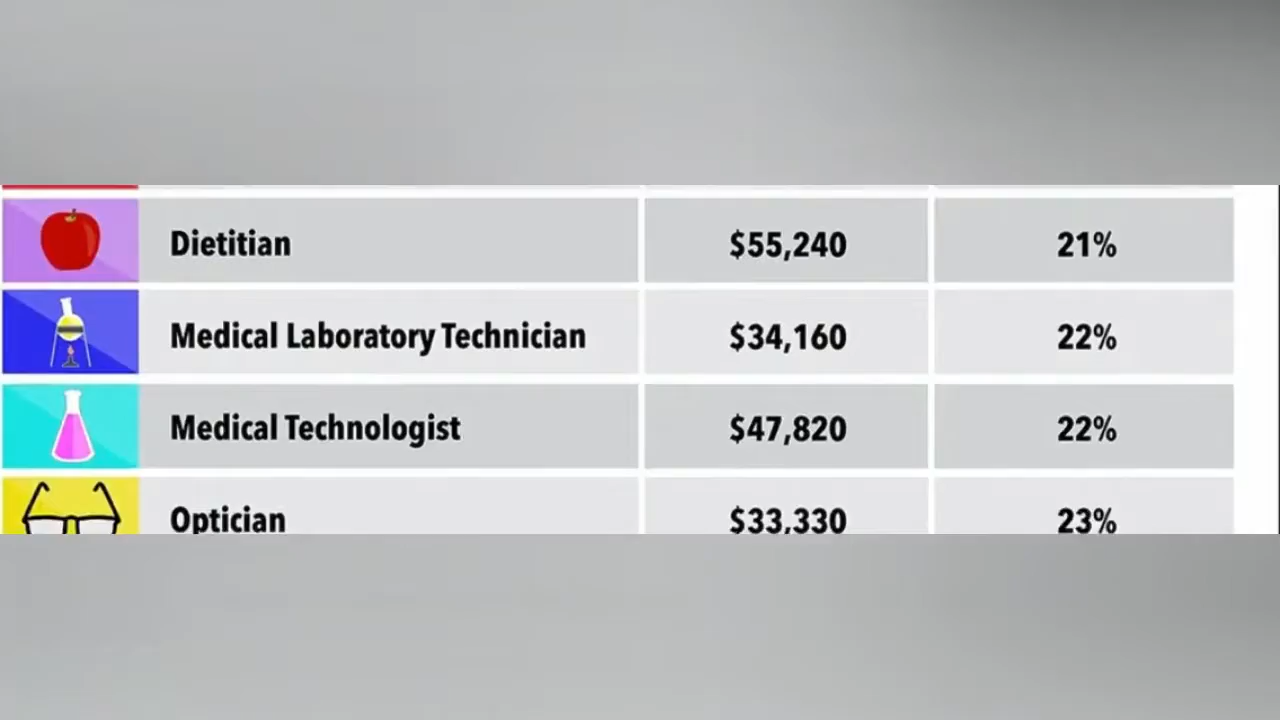 Dietitian $55,240 21%
Medical Laboratory Technician $34,160 22%
Medical Technologist $47,820 22%
Optician $33,330 23%